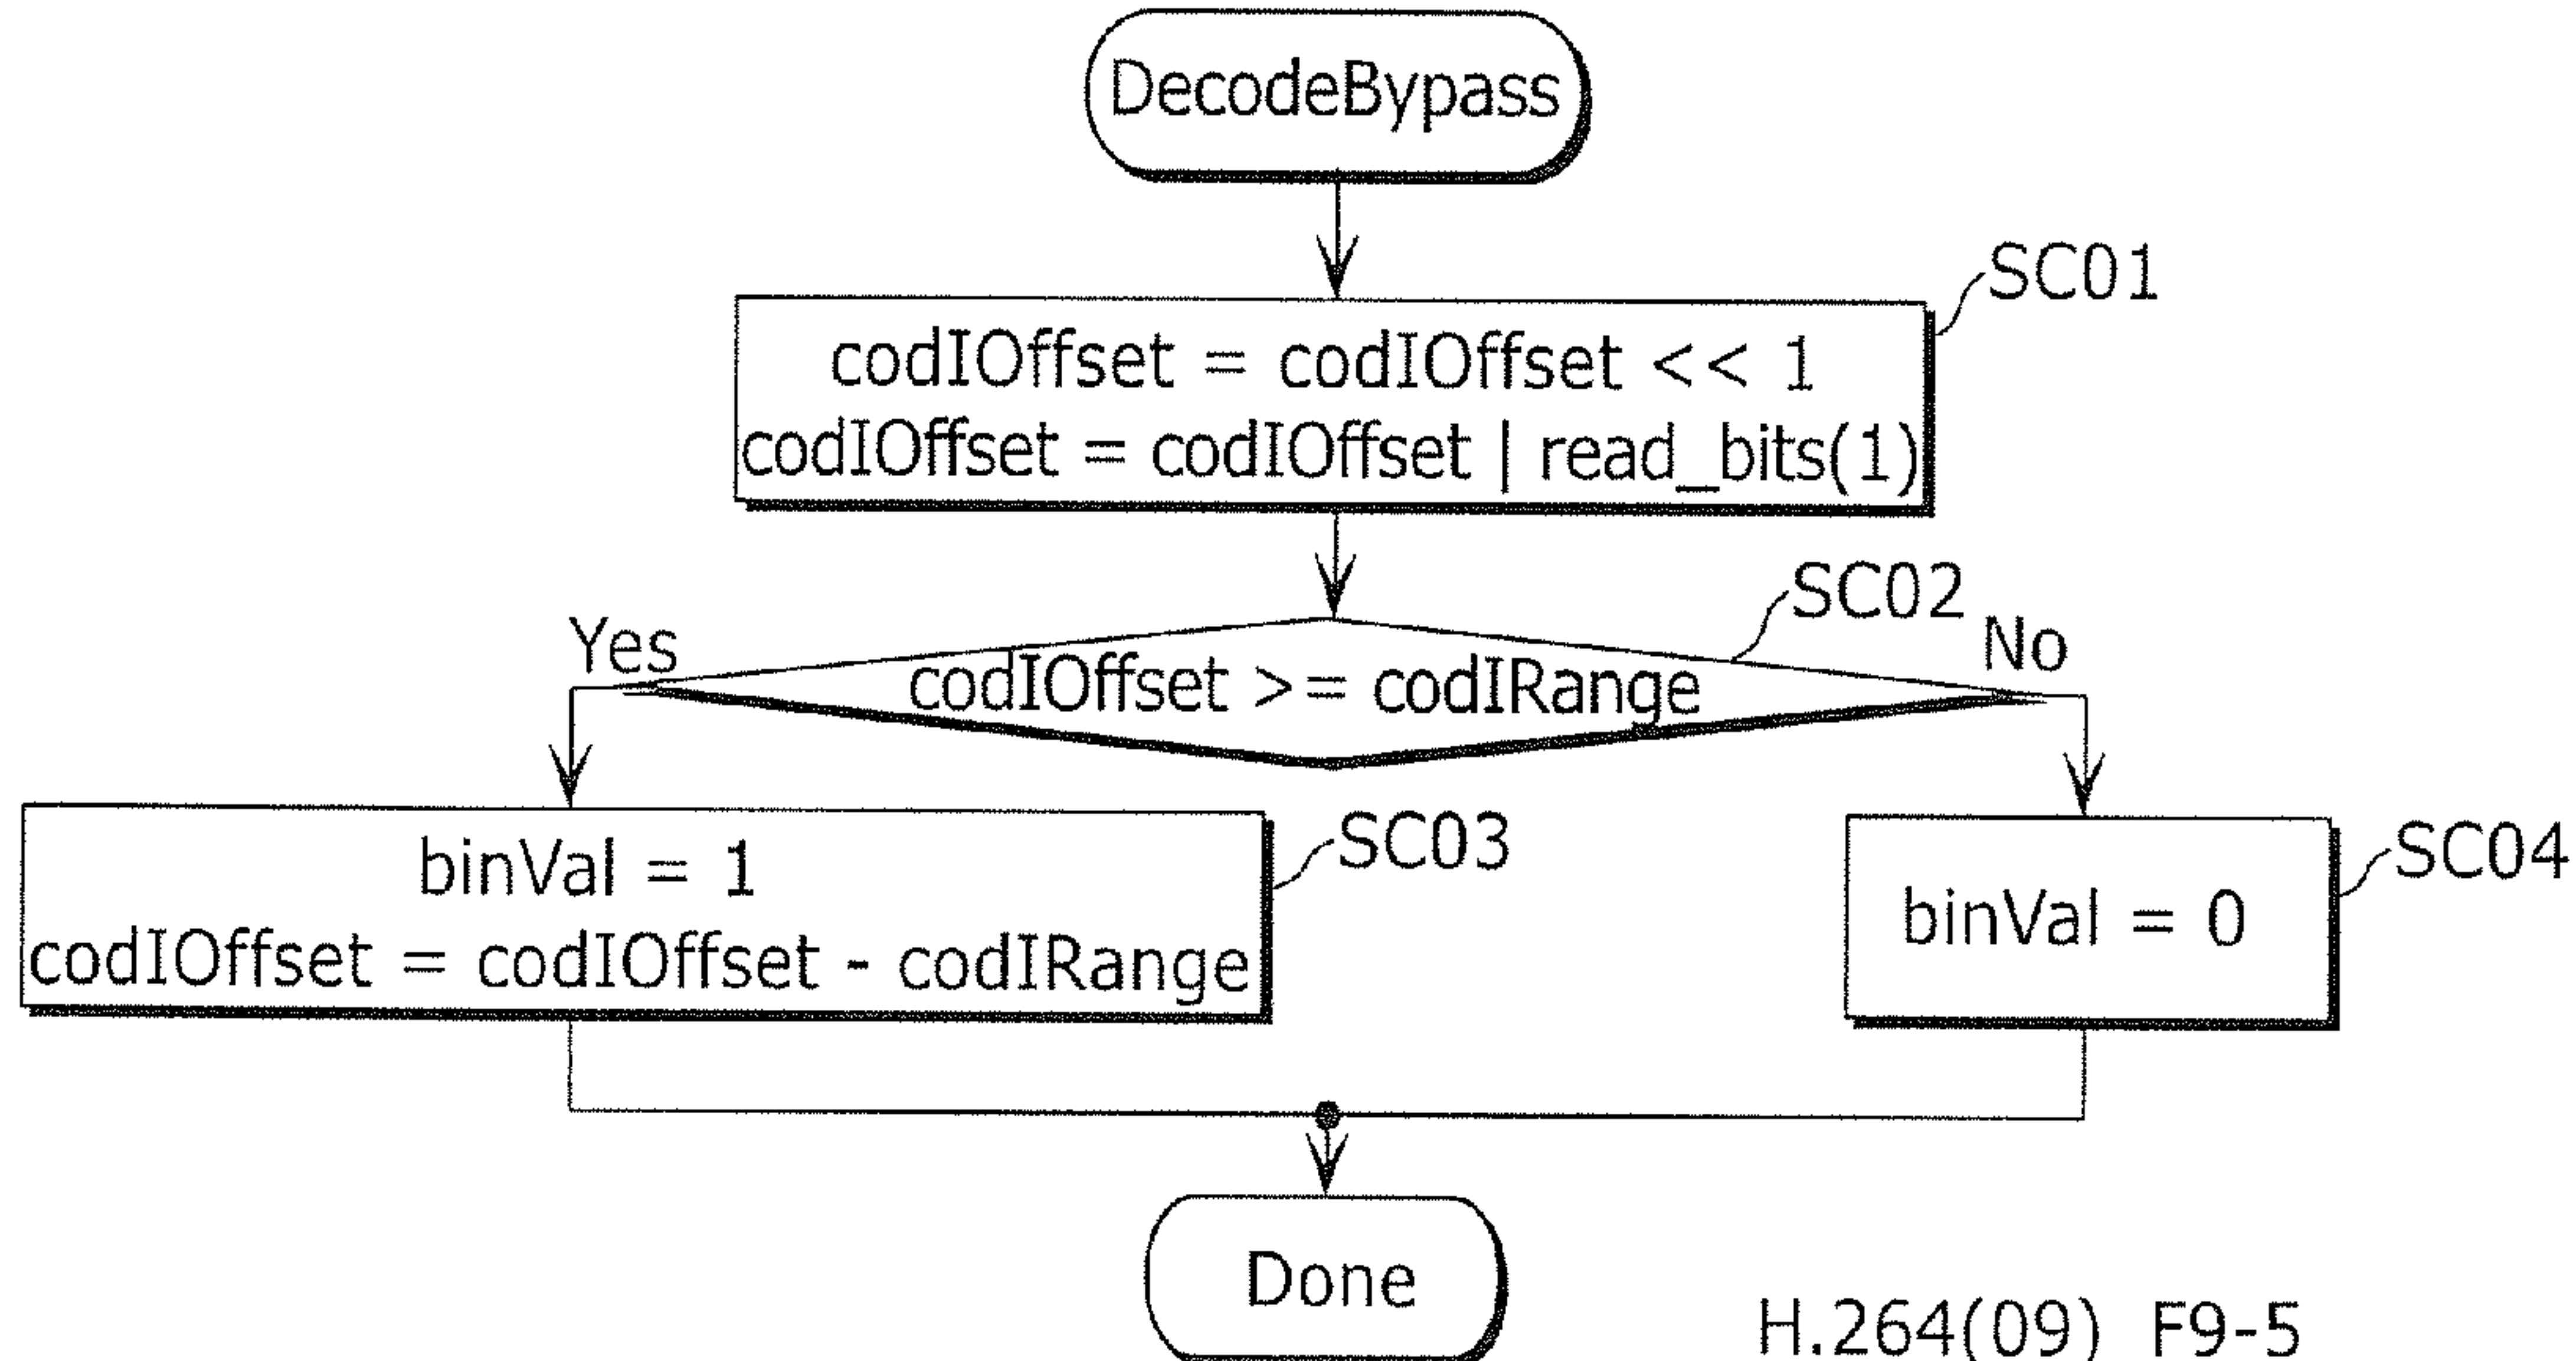 DecodeBypass
SC01
codIOffset = codIOffset << 1
codIOffset = codIOffset | read_bits(1)
SC02
Yes
No
codIOffset >= codIRange
SC03
binVal = 1
codIOffset = codIOffset - codIRange
SC04
binVal = 0
Done
H.264(09) F9-5